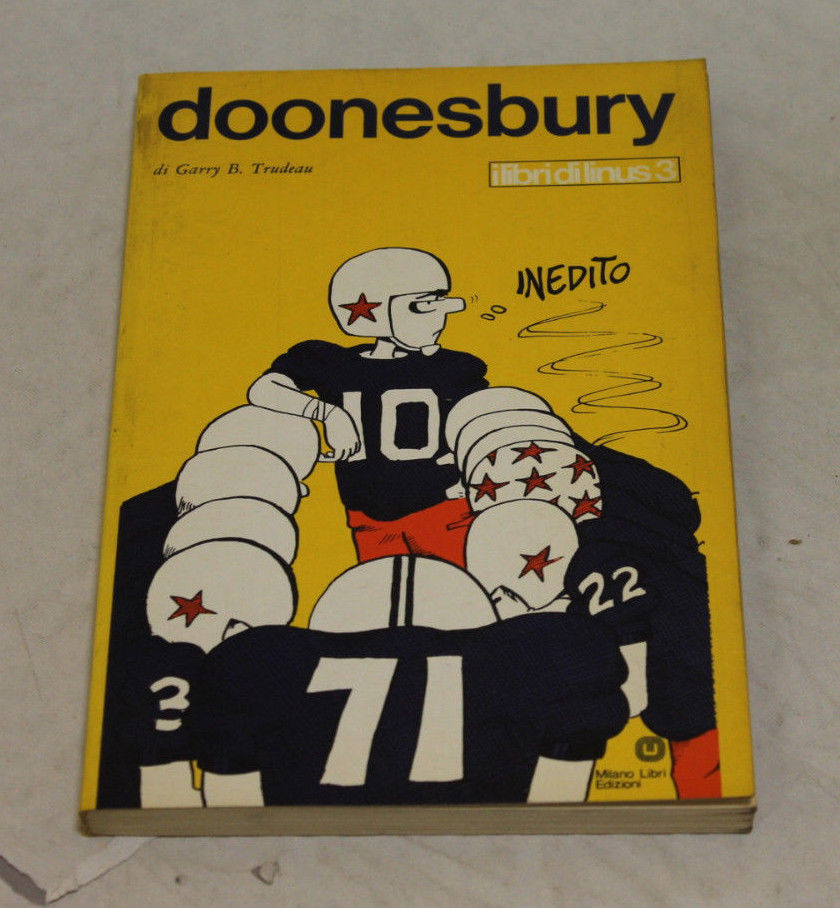 doonesbury
di Garry B. Trudeau
i libri di linus 3
INEDITO
10
22
3
71
Milano Libri
Edizioni